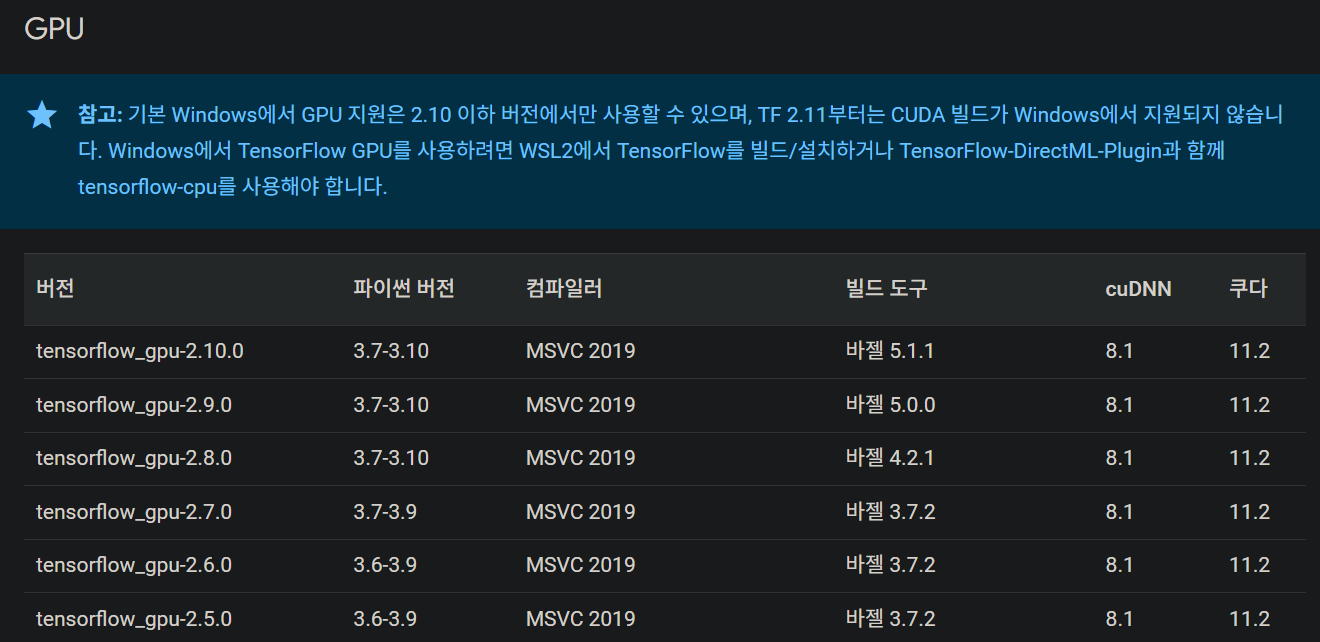 GPU
참고: 기본 Windows에서 GPU 지원은 2.10 이하 버전에서만 사용할 수 있으며, TF 2.11부터는 CUDA 빌드가 Windows에서 지원되지 않습니
다. Windows에서 TensorFlow GPU를 사용하려면 WSL2에서 TensorFlow를 빌드/설치하거나 TensorFlow-DirectML-Plugin과 함께
tensorflow-cpu를 사용해야 합니다.
버전 파이썬 버전 컴파일러 빌드 도구 cuDNN 쿠다
tensorflow_gpu-2.10.0 3.7-3.10 MSVC 2019 바젤 5.1.1 8.1 11.2
tensorflow_gpu-2.9.0 3.7-3.10 MSVC 2019 바젤 5.0.0 8.1 11.2
tensorflow_gpu-2.8.0 3.7-3.10 MSVC 2019 바젤 4.2.1 8.1 11.2
tensorflow_gpu-2.7.0 3.7-3.9 MSVC 2019 바젤 3.7.2 8.1 11.2
tensorflow_gpu-2.6.0 3.6-3.9 MSVC 2019 바젤 3.7.2 8.1 11.2
tensorflow_gpu-2.5.0 3.6-3.9 MSVC 2019 바젤 3.7.2 8.1 11.2